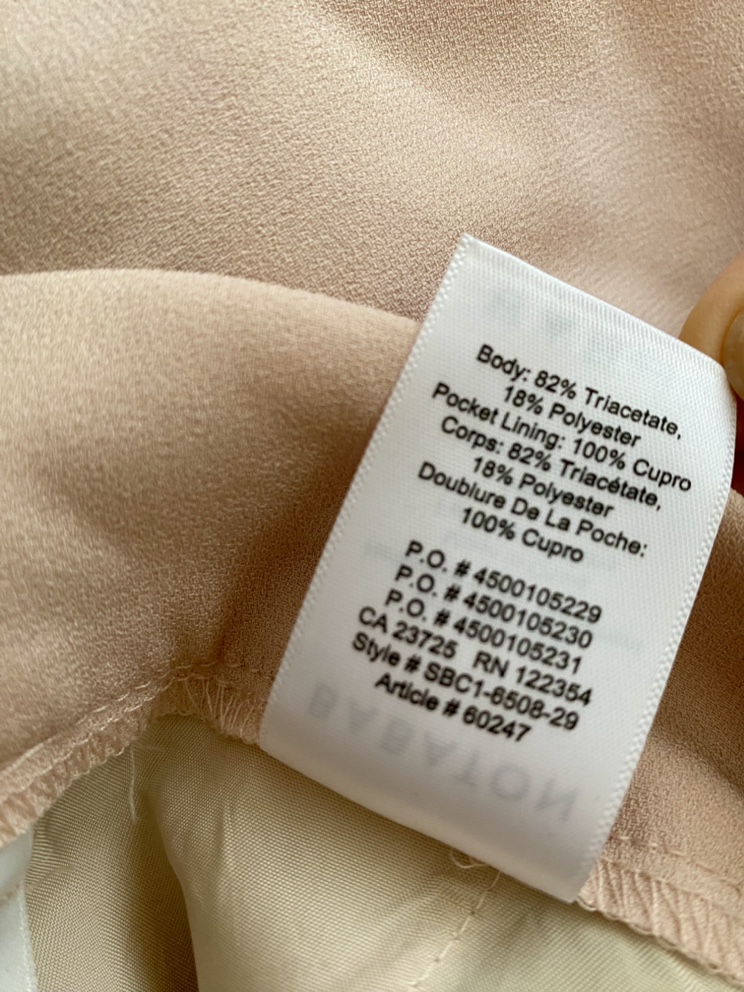 Body: 82% Triacetate,
18% Polyester
Pocket Lining: 100% Cupro
Corps: 82% Triacétate,
18% Polyester
Doublure De La Poche:
100% Cupro
P.O. # 4500105229
P.O. # 4500105230
P.O. # 4500105231
CA 23725 RN 122354
Style # SBC1-6508-29
Article # 60247
BABATON